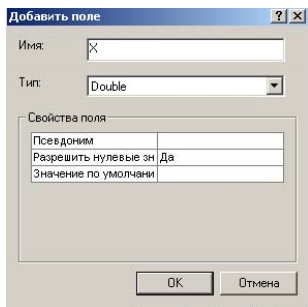 Добавить поле
Имя:
X
Тип:
Double
Свойства поля
Псевдоним
Разрешить нулевые зн Да
Значение по умолчани
OK Отмена